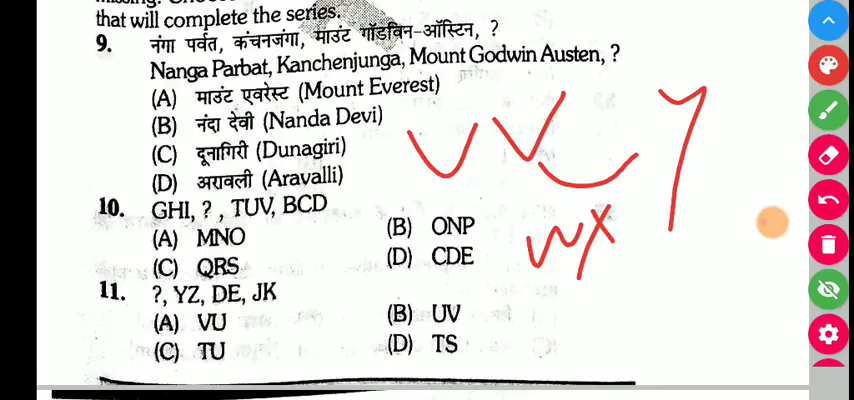 that will complete the series.
9. नंगा पर्वत, कंचनजंगा, माउंट गॉडविन-ऑस्टिन, ?
Nanga Parbat, Kanchenjunga, Mount Godwin Austen, ?
(A) माउंट एवरेस्ट (Mount Everest)
(B) नंदा देवी (Nanda Devi)
(C) दूनागिरी (Dunagiri)
(D) अरावली (Aravalli)
10. GHI, ? , TUV, BCD
(A) MNO (B) ONP
(C) QRS (D) CDE
11. ?, YZ, DE, JK
(A) VU (B) UV
(C) TU (D) TS
UV Y
wx